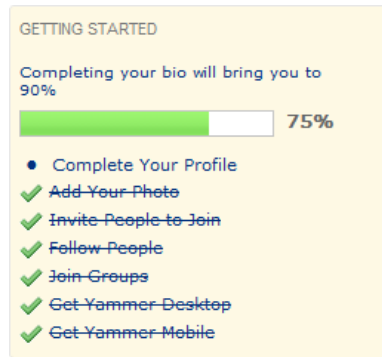 GETTING STARTED
Completing your bio will bring you to
90%
75%
Complete Your Profile
Add Your Photo
Invite People to Join
Follow People
Join Groups
Get Yammer Desktop
Get Yammer Mobile